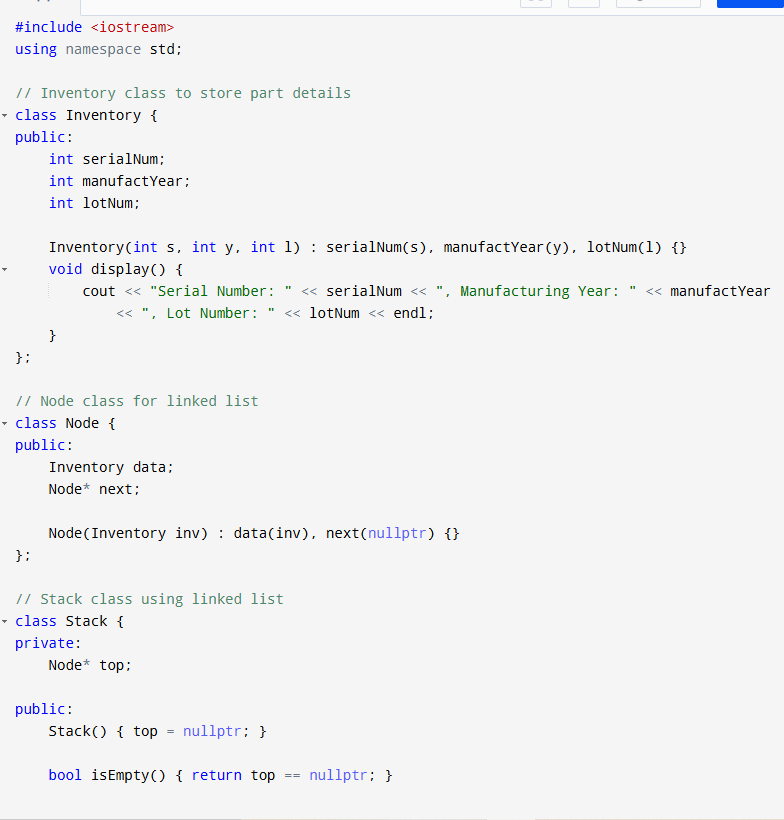 #include <iostream>
using namespace std;

// Inventory class to store part details
class Inventory {
public:
    int serialNum;
    int manufactYear;
    int lotNum;

    Inventory(int s, int y, int l) : serialNum(s), manufactYear(y), lotNum(l) {}
    void display() {
        cout << "Serial Number: " << serialNum << ", Manufacturing Year: " << manufactYear
            << ", Lot Number: " << lotNum << endl;
    }
};

// Node class for linked list
class Node {
public:
    Inventory data;
    Node* next;

    Node(Inventory inv) : data(inv), next(nullptr) {}
};

// Stack class using linked list
class Stack {
private:
    Node* top;

public:
    Stack() { top = nullptr; }

    bool isEmpty() { return top == nullptr; }